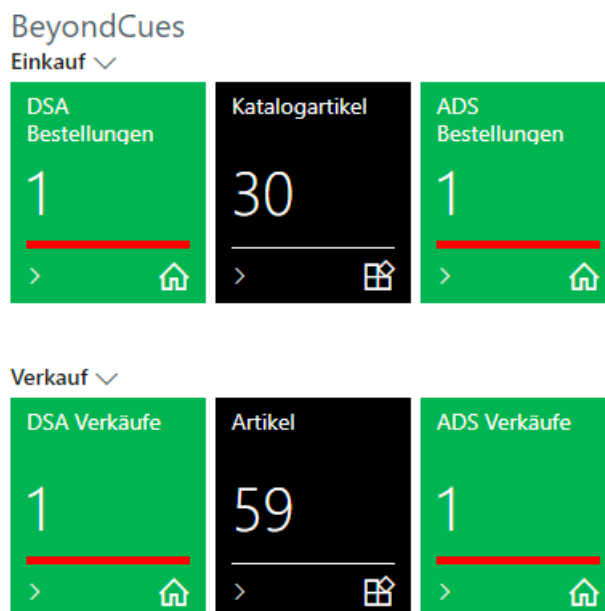 BeyondCues
Einkauf
DSA
Bestellungen
1
Katalogartikel
30
ADS
Bestellungen
1
Verkauf
DSA Verkäufe
1
Artikel
59
ADS Verkäufe
1